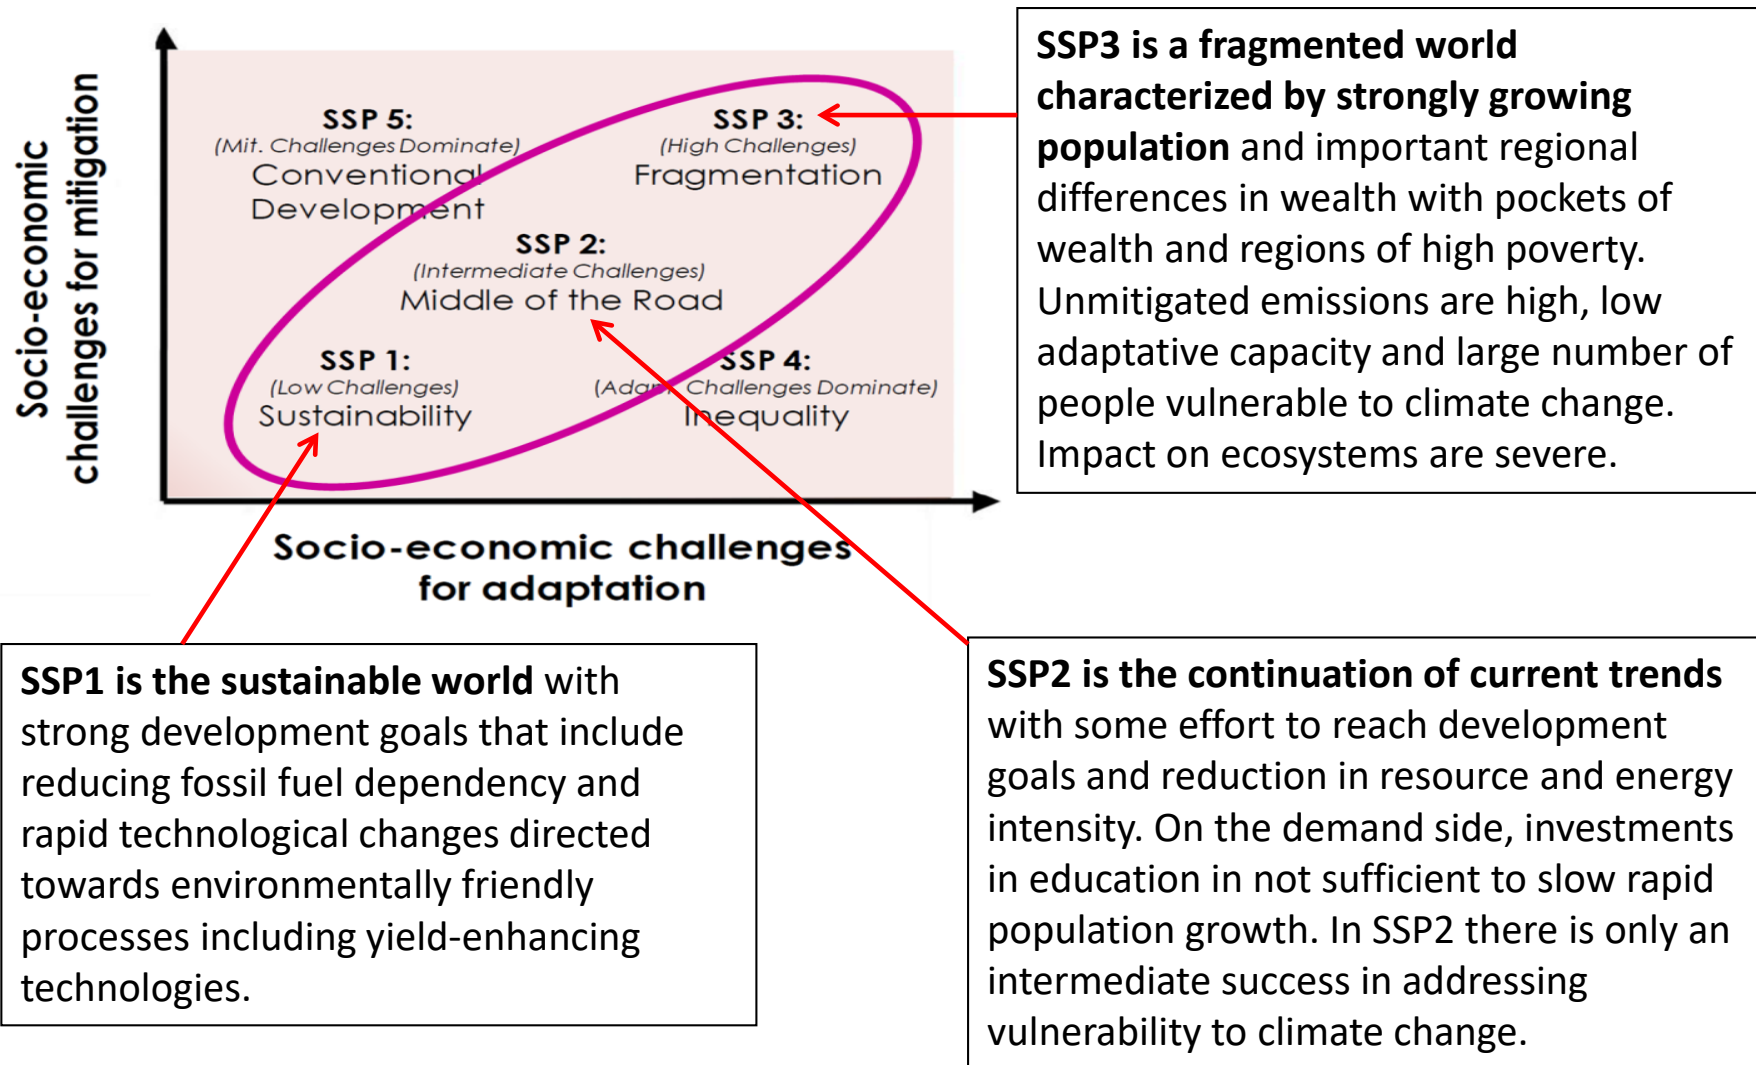 Socio-economic
challenges for mitigation
SSP 5:
(Mit. Challenges Dominate)
Conventional
Development
SSP 3:
(High Challenges)
Fragmentation
SSP 2:
(Intermediate Challenges)
Middle of the Road
SSP 1:
(Low Challenges)
Sustainability
SSP 4:
(Adapt. Challenges Dominate)
Inequality
Socio-economic challenges
for adaptation
SSP3 is a fragmented world
characterized by strongly growing
population and important regional
differences in wealth with pockets of
wealth and regions of high poverty.
Unmitigated emissions are high, low
adaptative capacity and large number of
people vulnerable to climate change.
Impact on ecosystems are severe.
SSP1 is the sustainable world with
strong development goals that include
reducing fossil fuel dependency and
rapid technological changes directed
towards environmentally friendly
processes including yield-enhancing
technologies.
SSP2 is the continuation of current trends
with some effort to reach development
goals and reduction in resource and energy
intensity. On the demand side, investments
in education in not sufficient to slow rapid
population growth. In SSP2 there is only an
intermediate success in addressing
vulnerability to climate change.